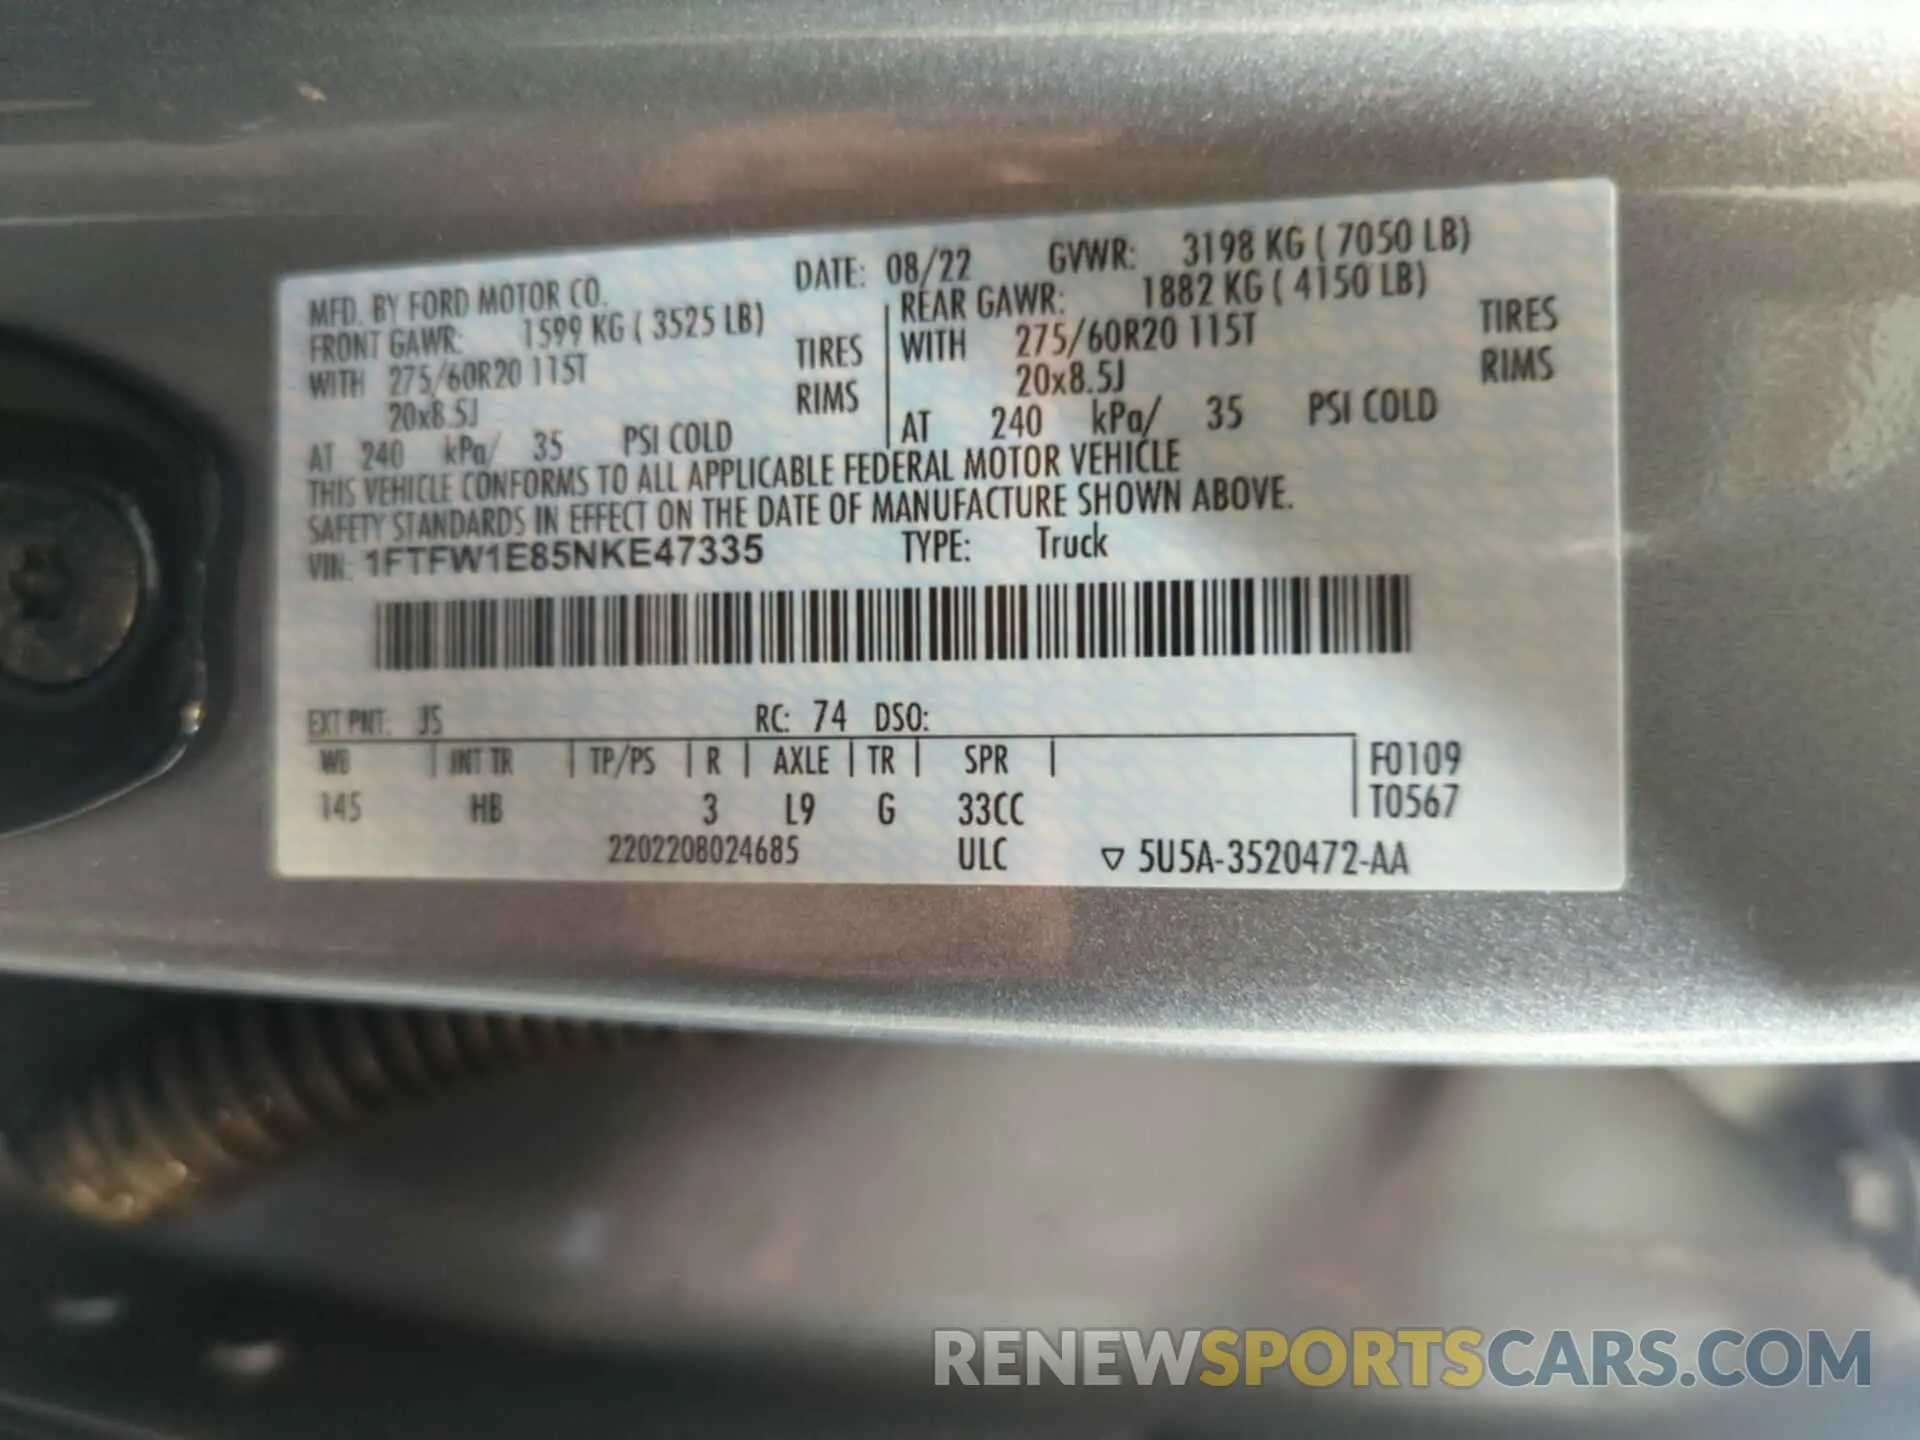 MFD. BY FORD MOTOR CO. DATE: 08/22 GVWR: 3198 KG ( 7050 LB)
FRONT GAWR: 1599 KG ( 3525 LB) REAR GAWR: 1882 KG ( 4150 LB)
WITH 275/60R20 115T TIRES WITH 275/60R20 115T TIRES
20x8.5J RIMS 20x8.5J RIMS
AT 240 kPa/ 35 PSI COLD AT 240 kPa/ 35 PSI COLD
THIS VEHICLE CONFORMS TO ALL APPLICABLE FEDERAL MOTOR VEHICLE
SAFETY STANDARDS IN EFFECT ON THE DATE OF MANUFACTURE SHOWN ABOVE.
VIN: 1FTFW1E85NKE47335 TYPE: Truck
EXT PNT: JS RC: 74 DSO:
WB | INT TR | TP/PS | R | AXLE | TR | SPR | F0109
145 HB 3 L9 G 33CC T0567
2202208024685 ULC ▽ 5U5A-3520472-AA
RENEWSPORTSCARS.COM